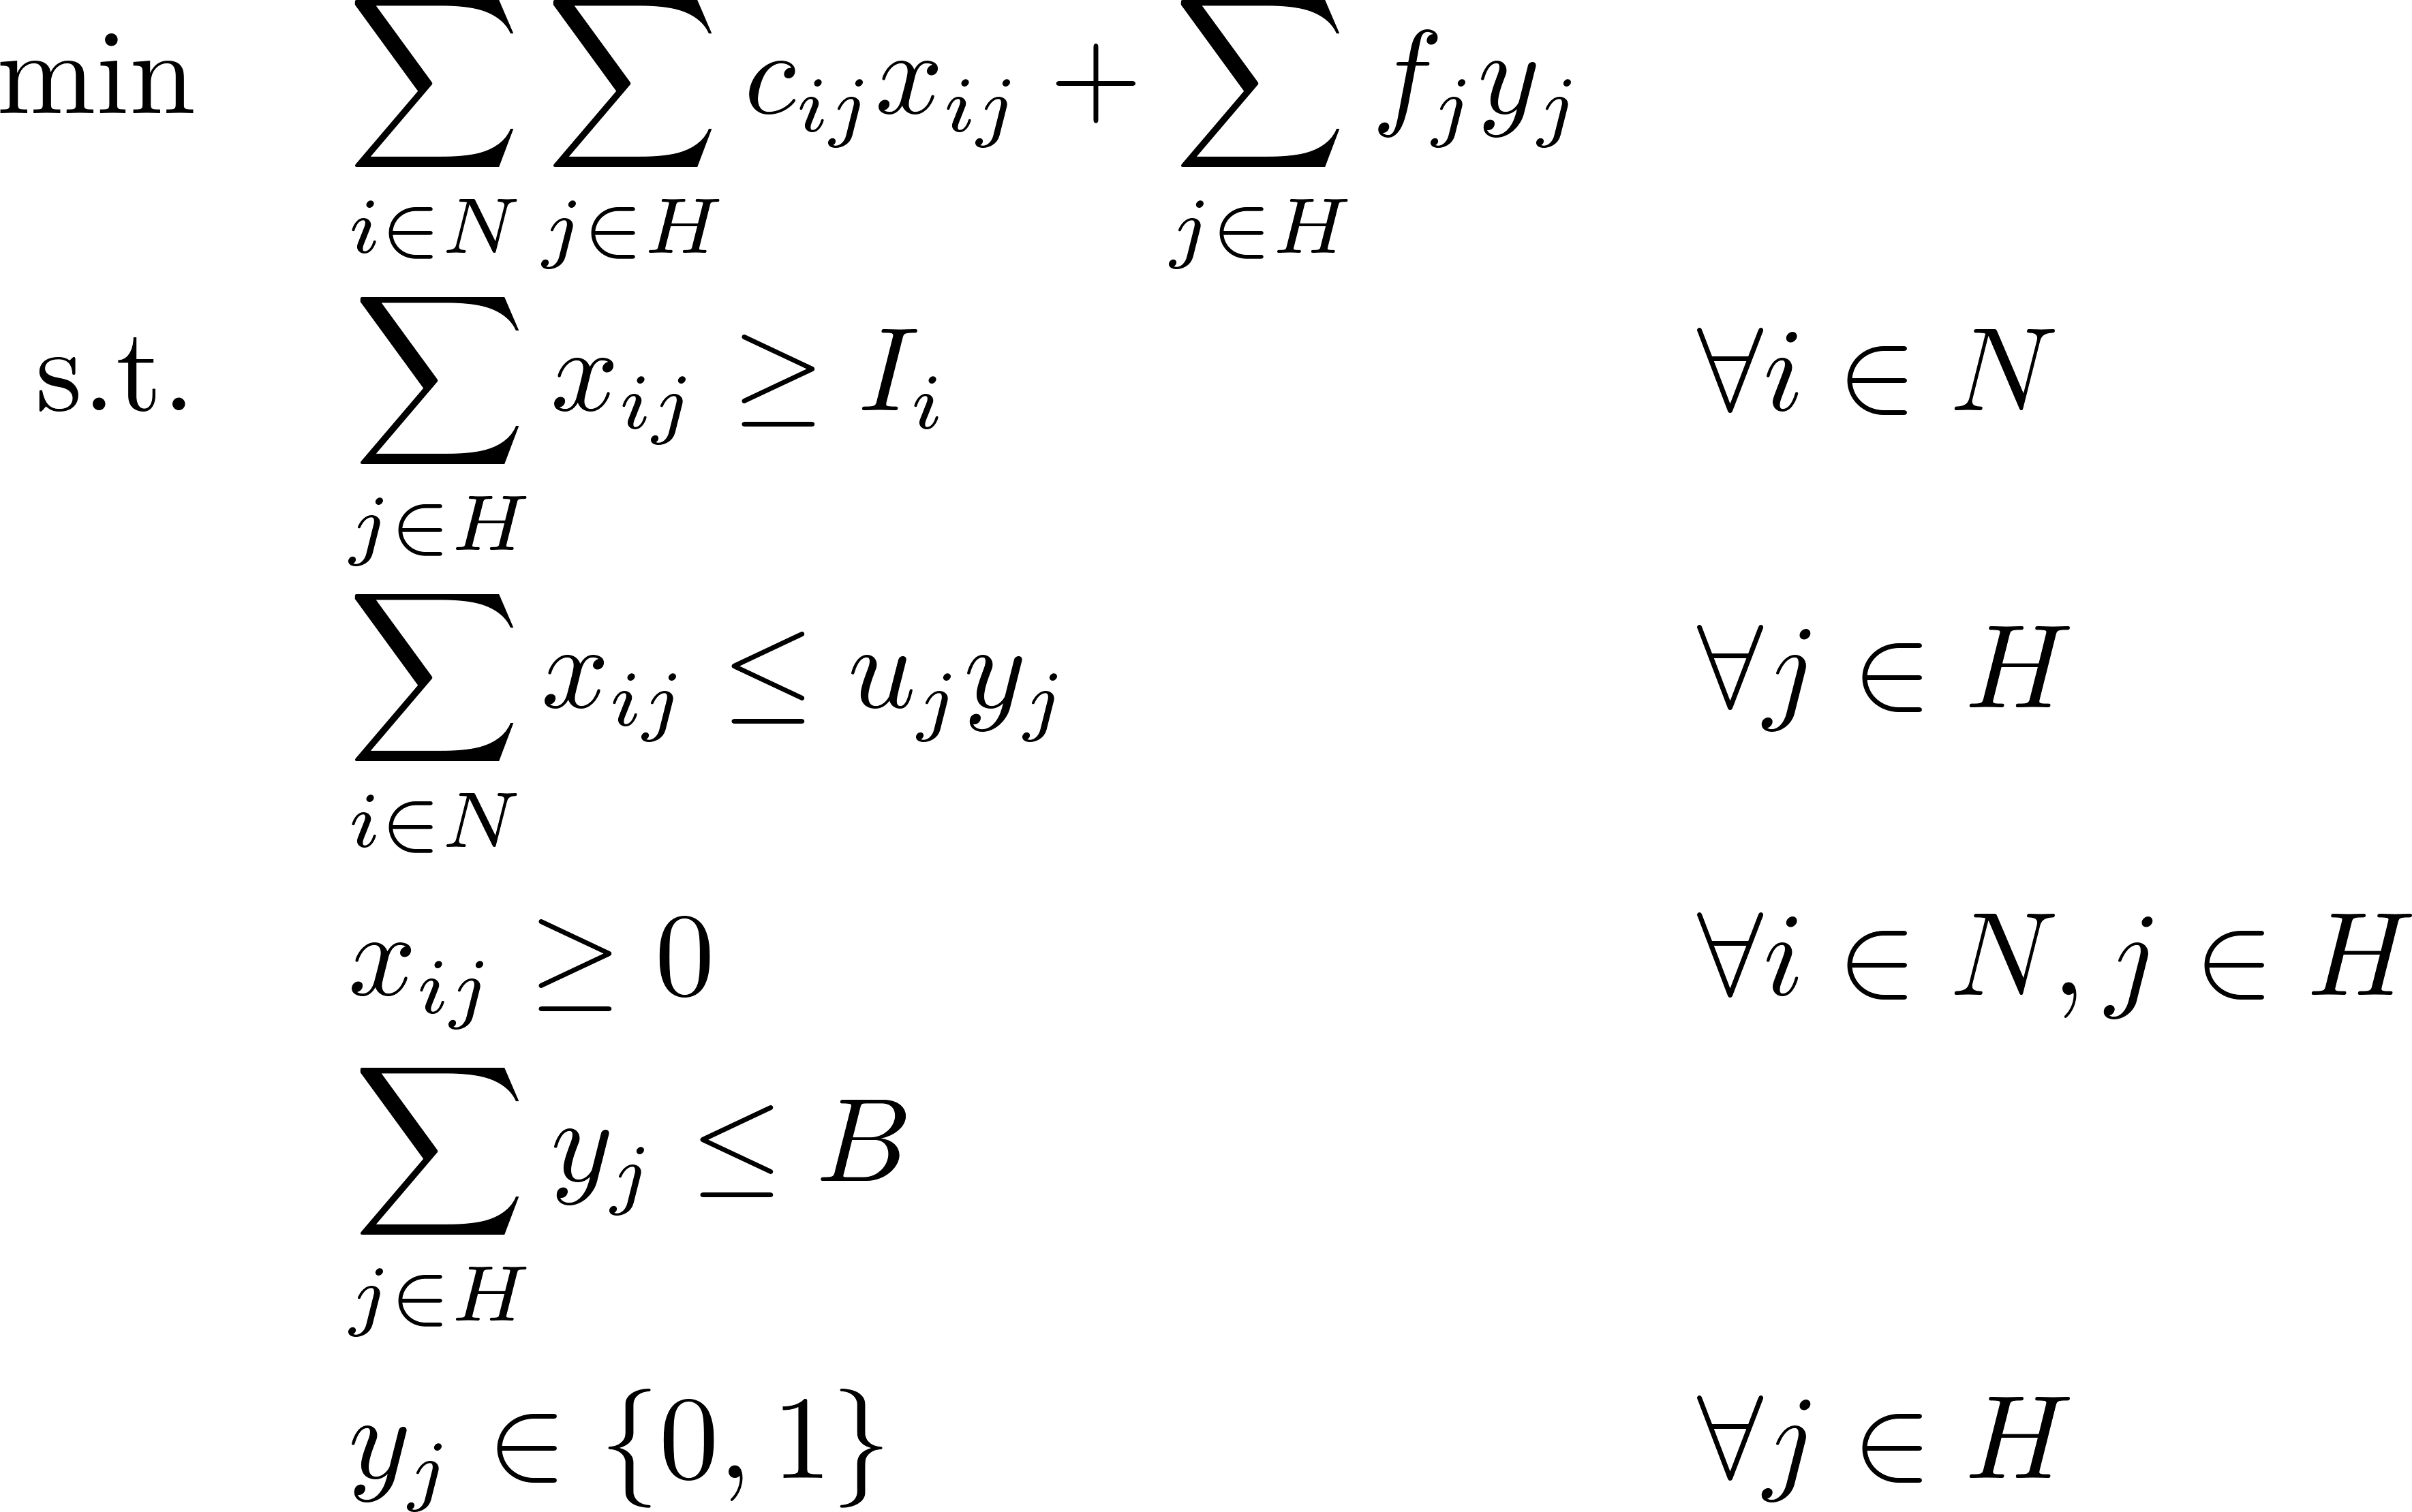 min ∑_{i∈N} ∑_{j∈H} c_{ij} x_{ij} + ∑_{j∈H} f_j y_j
s.t. ∑_{j∈H} x_{ij} ≥ I_i ∀i ∈ N
∑_{i∈N} x_{ij} ≤ u_j y_j ∀j ∈ H
x_{ij} ≥ 0 ∀i ∈ N, j ∈ H
∑_{j∈H} y_j ≤ B
y_j ∈ {0, 1} ∀j ∈ H